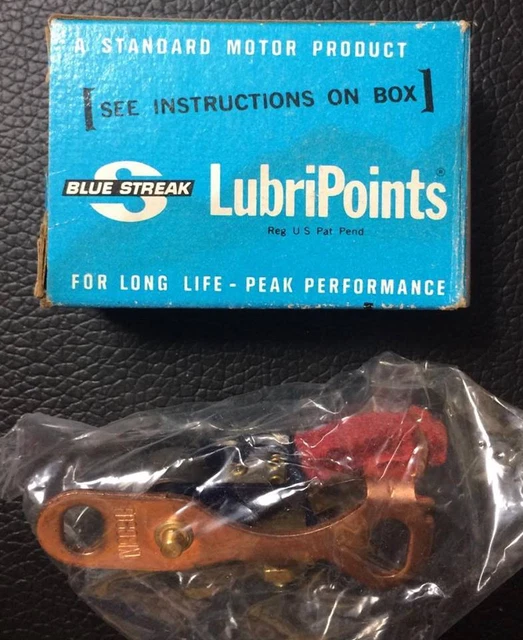 A STANDARD MOTOR PRODUCT
[SEE INSTRUCTIONS ON BOX]
S
BLUE STREAK
LubriPoints®
Reg U S Pat Pend
FOR LONG LIFE - PEAK PERFORMANCE